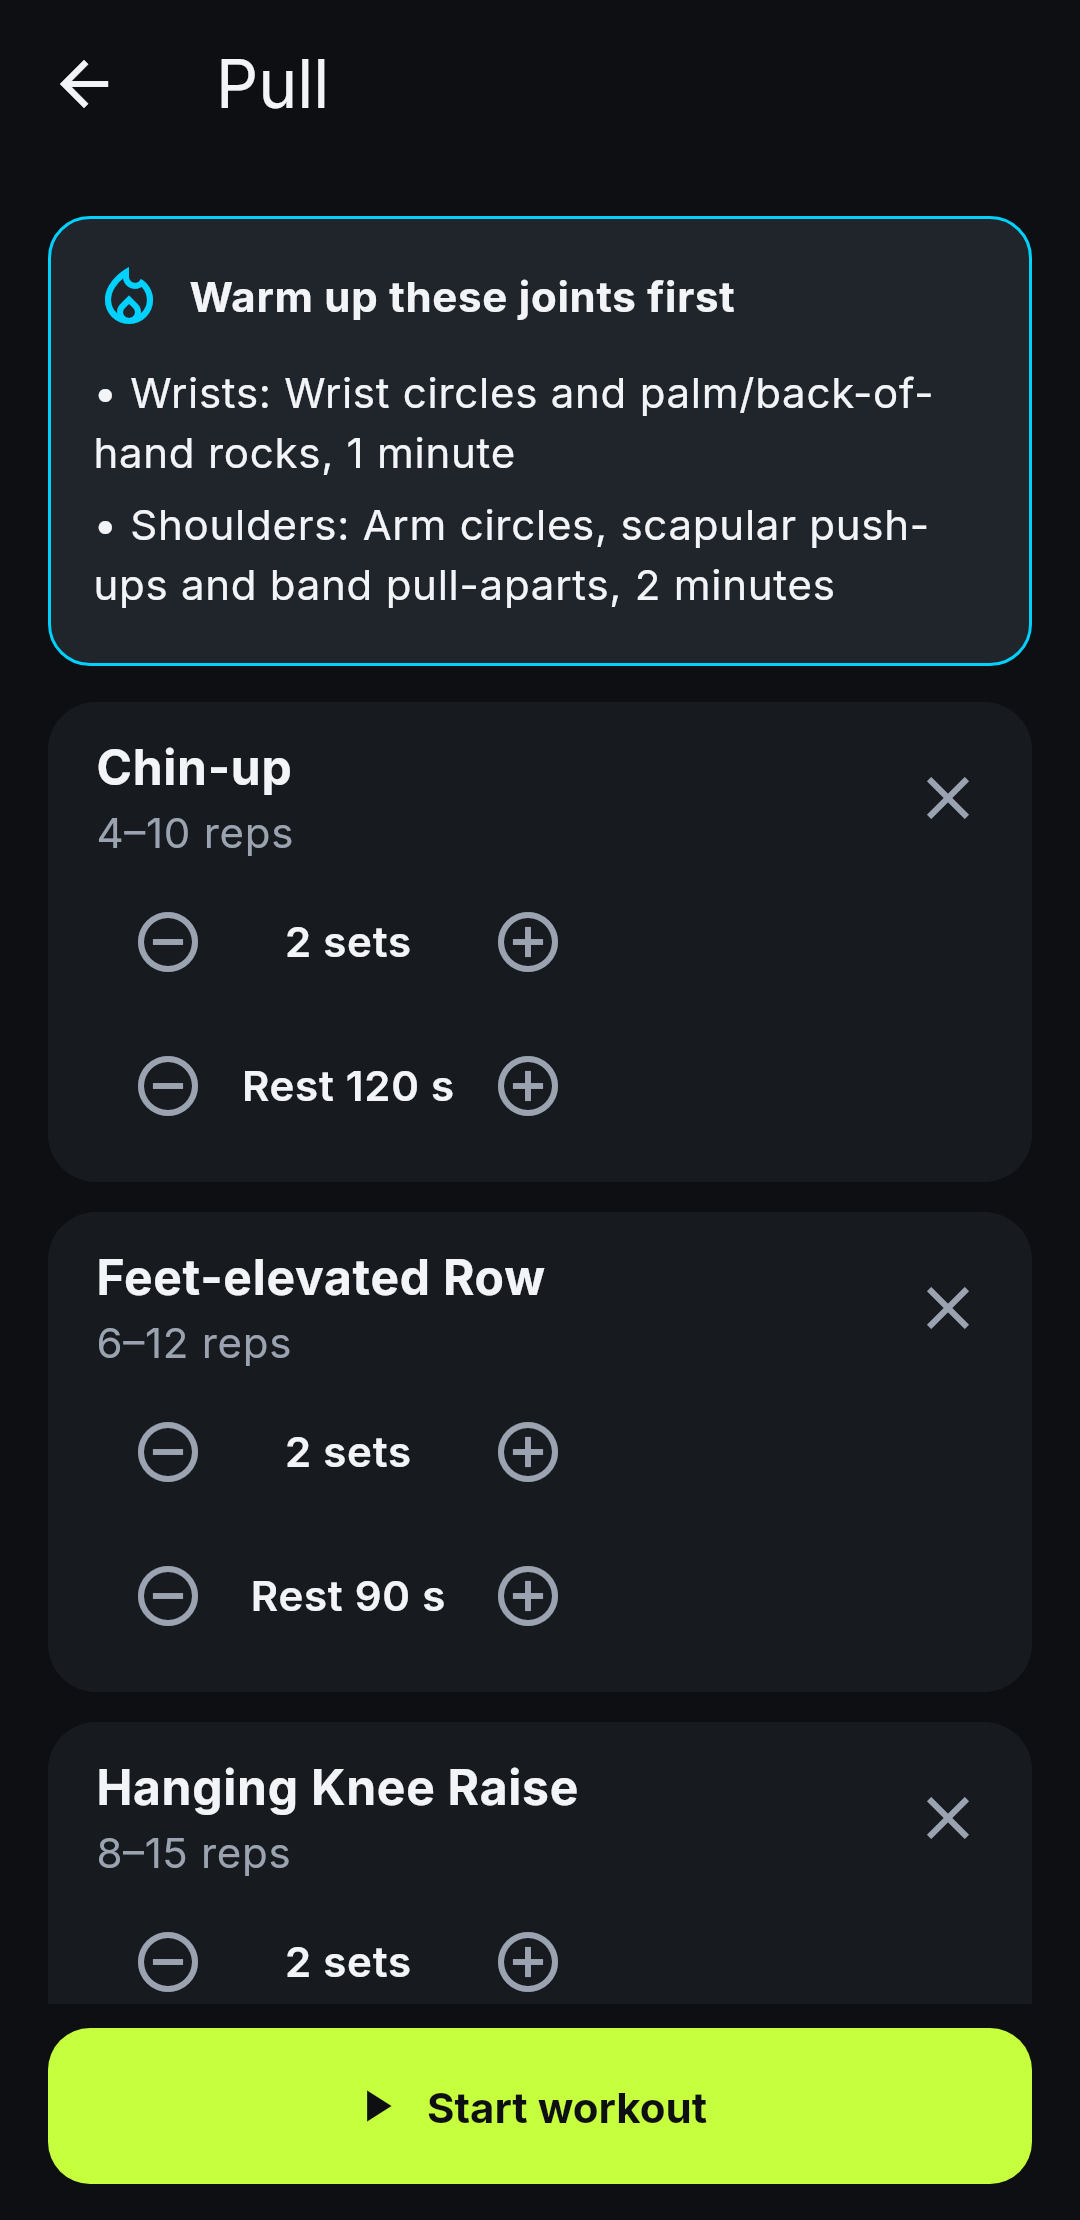 Pull
Warm up these joints first
• Wrists: Wrist circles and palm/back-of-
hand rocks, 1 minute
• Shoulders: Arm circles, scapular push-
ups and band pull-aparts, 2 minutes
Chin-up
4–10 reps
2 sets
Rest 120 s
Feet-elevated Row
6–12 reps
2 sets
Rest 90 s
Hanging Knee Raise
8–15 reps
2 sets
Start workout